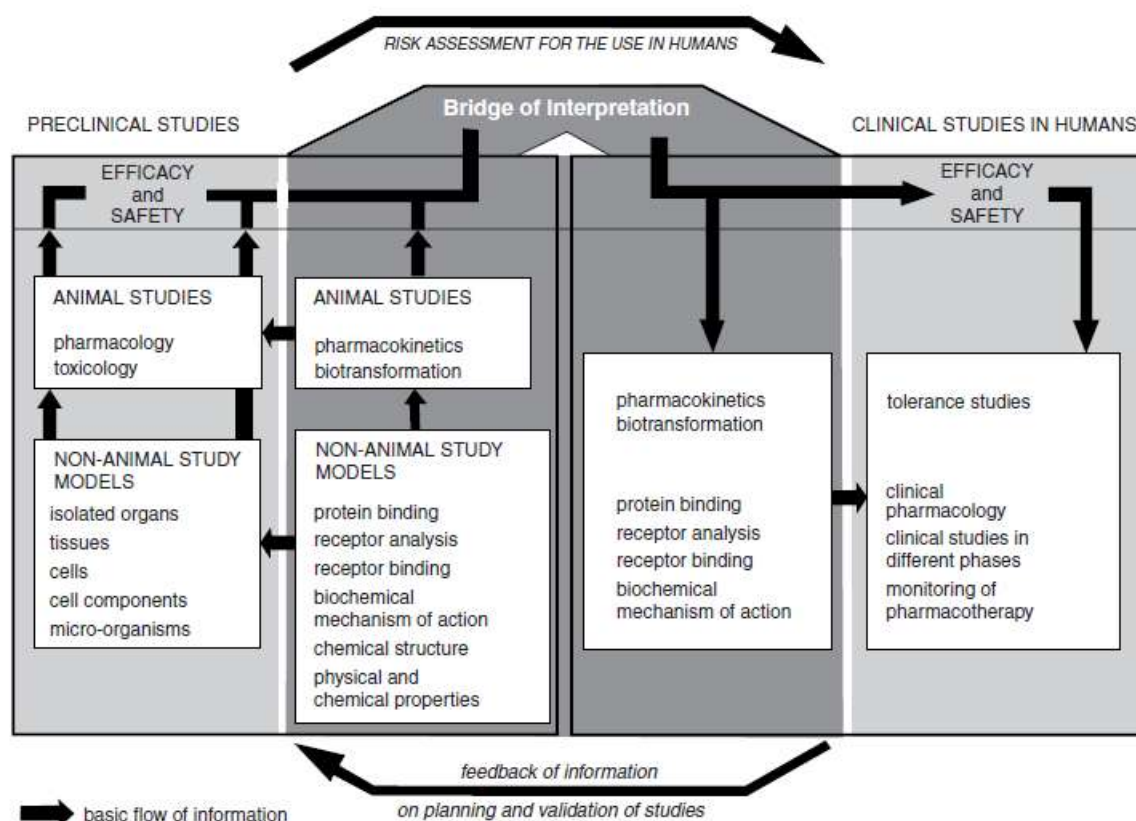 RISK ASSESSMENT FOR THE USE IN HUMANS
Bridge of Interpretation
PRECLINICAL STUDIES
CLINICAL STUDIES IN HUMANS
EFFICACY
and
SAFETY
EFFICACY
and
SAFETY
ANIMAL STUDIES
pharmacology
toxicology
ANIMAL STUDIES
pharmacokinetics
biotransformation
NON-ANIMAL STUDY
MODELS
isolated organs
tissues
cells
cell components
micro-organisms
NON-ANIMAL STUDY
MODELS
protein binding
receptor analysis
receptor binding
biochemical
mechanism of action
chemical structure
physical and
chemical properties
pharmacokinetics
biotransformation
protein binding
receptor analysis
receptor binding
biochemical
mechanism of action
tolerance studies
clinical
pharmacology
clinical studies in
different phases
monitoring of
pharmacotherapy
feedback of information
on planning and validation of studies
basic flow of information